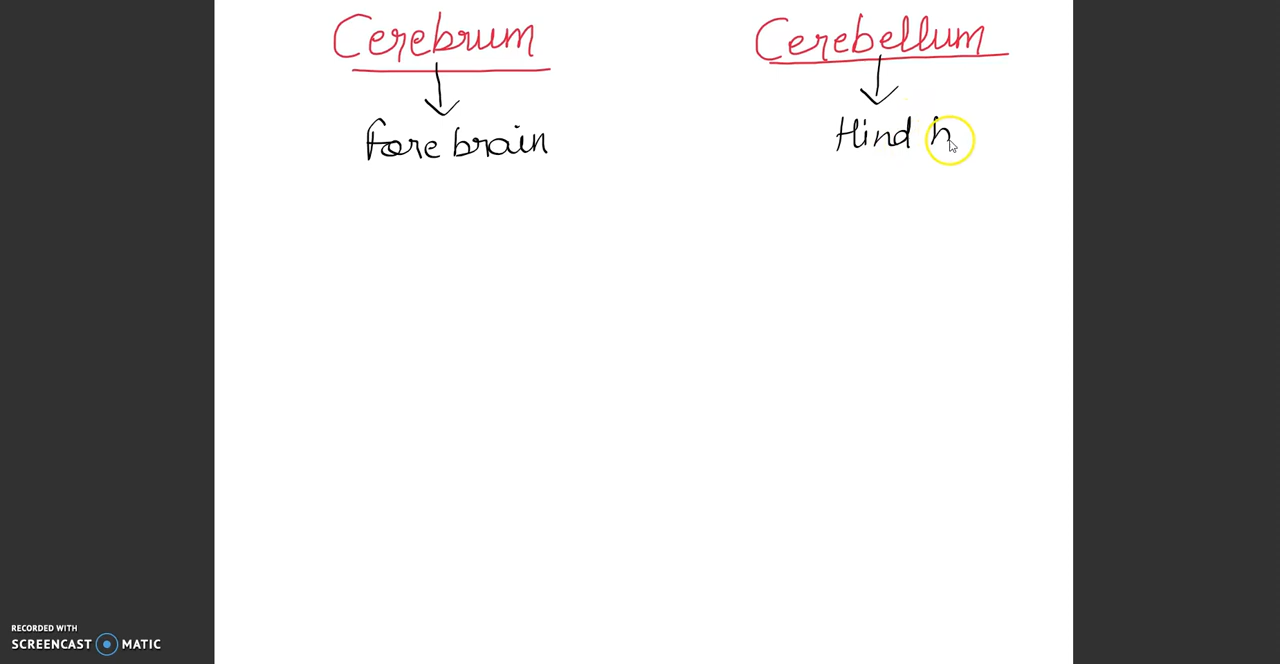 Cerebrum
Cerebellum
Fore brain
Hind
RECORDED WITH
SCREENCAST MATIC